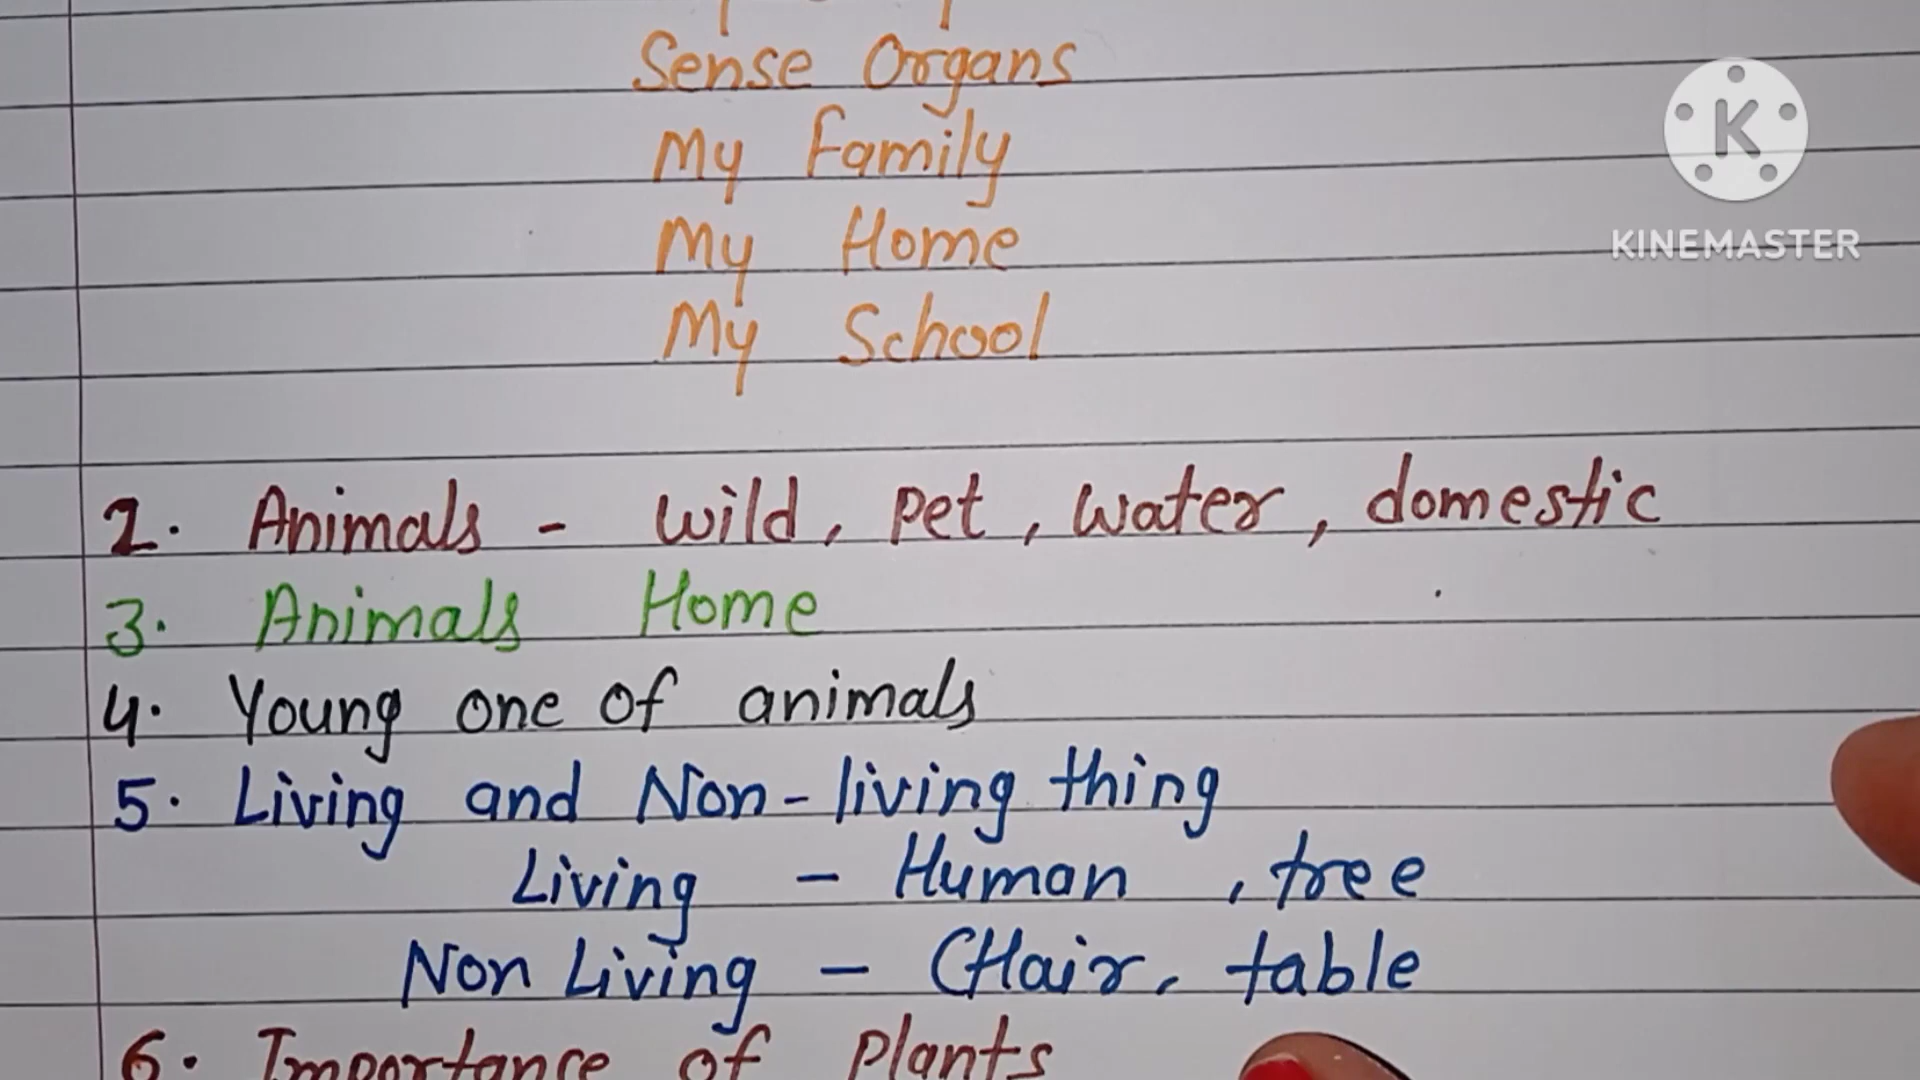 Sense Organs
My Family
My Home
My School
K
KINEMASTER
2. Animals - wild, pet, water, domestic
3. Animals Home
4. Young one of animals
5. Living and Non-living thing
Living - Human, tree
Non Living - CHair, table
6. Importance of plants